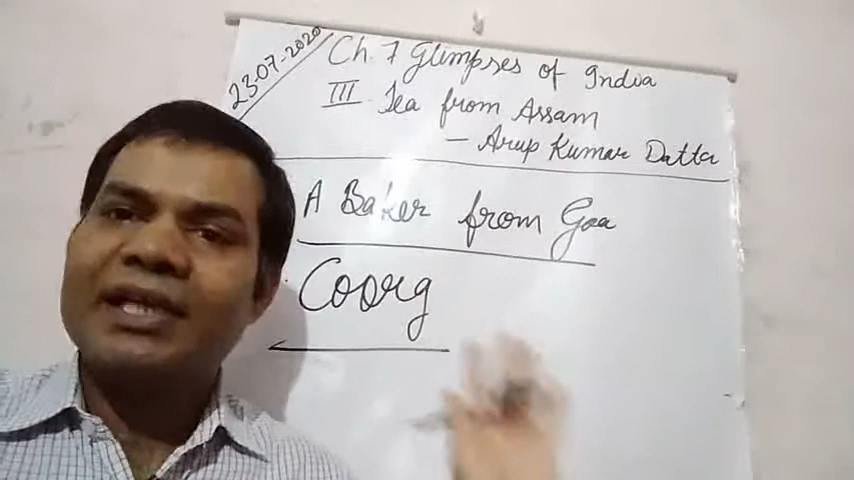 23-07-2020
Ch. 7 Glimpses of India
III Tea from Assam
- Arup Kumar Datta
A Baker from Goa
Coorg